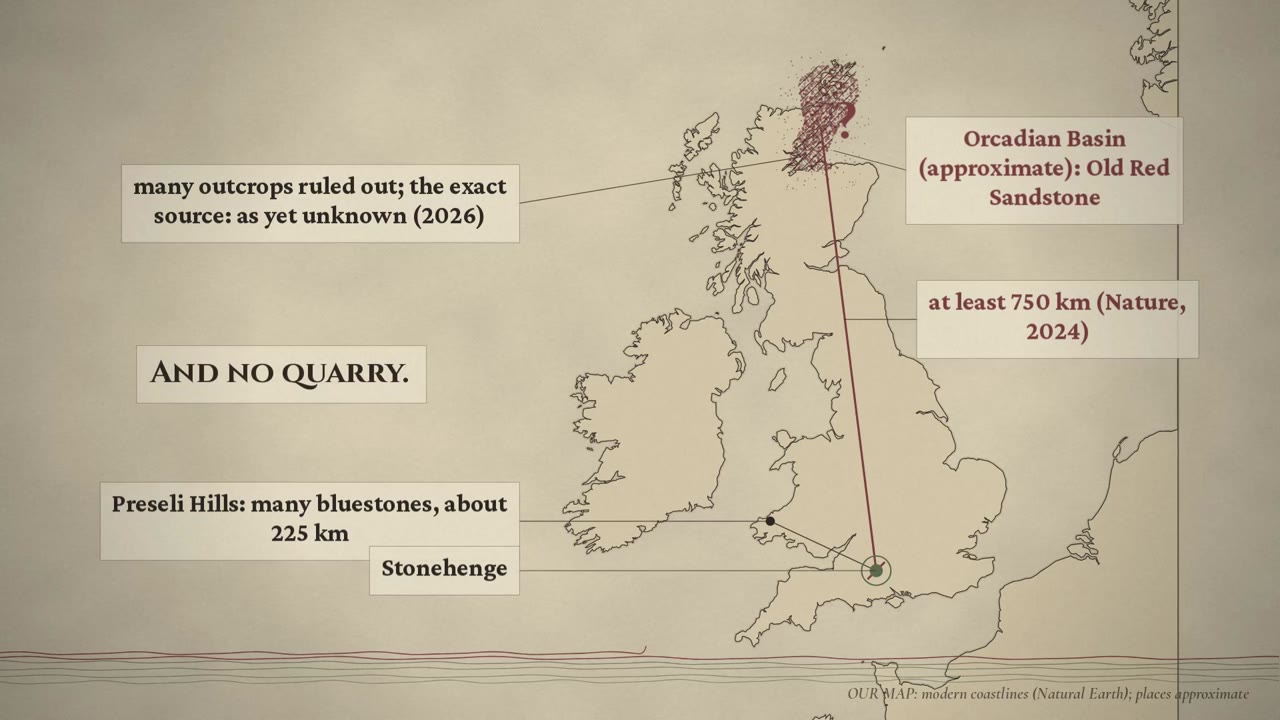 Orcadian Basin
(approximate): Old Red
Sandstone
many outcrops ruled out; the exact
source: as yet unknown (2026)
?
at least 750 km (Nature,
2024)
AND NO QUARRY.
Preseli Hills: many bluestones, about
225 km
Stonehenge
OUR MAP: modern coastlines (Natural Earth); places approximate